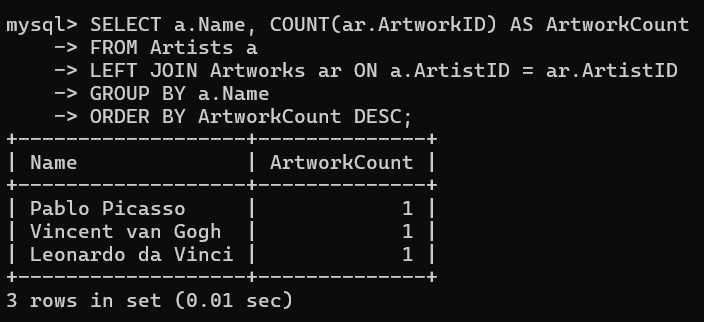 mysql> SELECT a.Name, COUNT(ar.ArtworkID) AS ArtworkCount
    -> FROM Artists a
    -> LEFT JOIN Artworks ar ON a.ArtistID = ar.ArtistID
    -> GROUP BY a.Name
    -> ORDER BY ArtworkCount DESC;
+-------------------+--------------+
| Name              | ArtworkCount |
+-------------------+--------------+
| Pablo Picasso     |            1 |
| Vincent van Gogh  |            1 |
| Leonardo da Vinci |            1 |
+-------------------+--------------+
3 rows in set (0.01 sec)